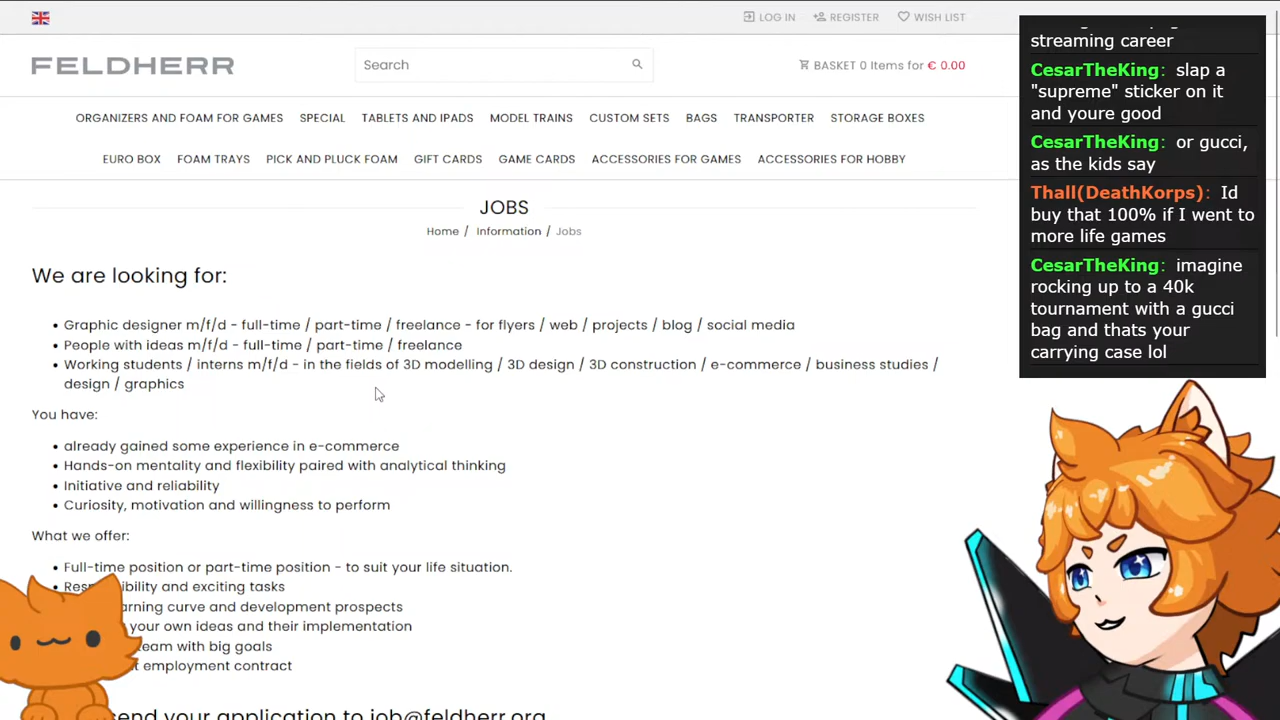 LOG IN
REGISTER
WISH LIST
FELDHERR
Search
BASKET 0 Items for € 0.00
ORGANIZERS AND FOAM FOR GAMES
SPECIAL
TABLETS AND IPADS
MODEL TRAINS
CUSTOM SETS
BAGS
TRANSPORTER
STORAGE BOXES
EURO BOX
FOAM TRAYS
PICK AND PLUCK FOAM
GIFT CARDS
GAME CARDS
ACCESSORIES FOR GAMES
ACCESSORIES FOR HOBBY
JOBS
Home / Information / Jobs
We are looking for:
• Graphic designer m/f/d - full-time / part-time / freelance - for flyers / web / projects / blog / social media
• People with ideas m/f/d - full-time / part-time / freelance
• Working students / interns m/f/d - in the fields of 3D modelling / 3D design / 3D construction / e-commerce / business studies /
design / graphics
You have:
• already gained some experience in e-commerce
• Hands-on mentality and flexibility paired with analytical thinking
• Initiative and reliability
• Curiosity, motivation and willingness to perform
What we offer:
• Full-time position or part-time position - to suit your life situation.
and exciting tasks
curve and development prospects
your own ideas and their implementation
team with big goals
employment contract
send your application to job@feldherr.org
streaming career
CesarTheKing: slap a
"supreme" sticker on it
and youre good
CesarTheKing: or gucci,
as the kids say
Thall(DeathKorps): Id
buy that 100% if I went to
more life games
CesarTheKing: imagine
rocking up to a 40k
tournament with a gucci
bag and thats your
carrying case lol